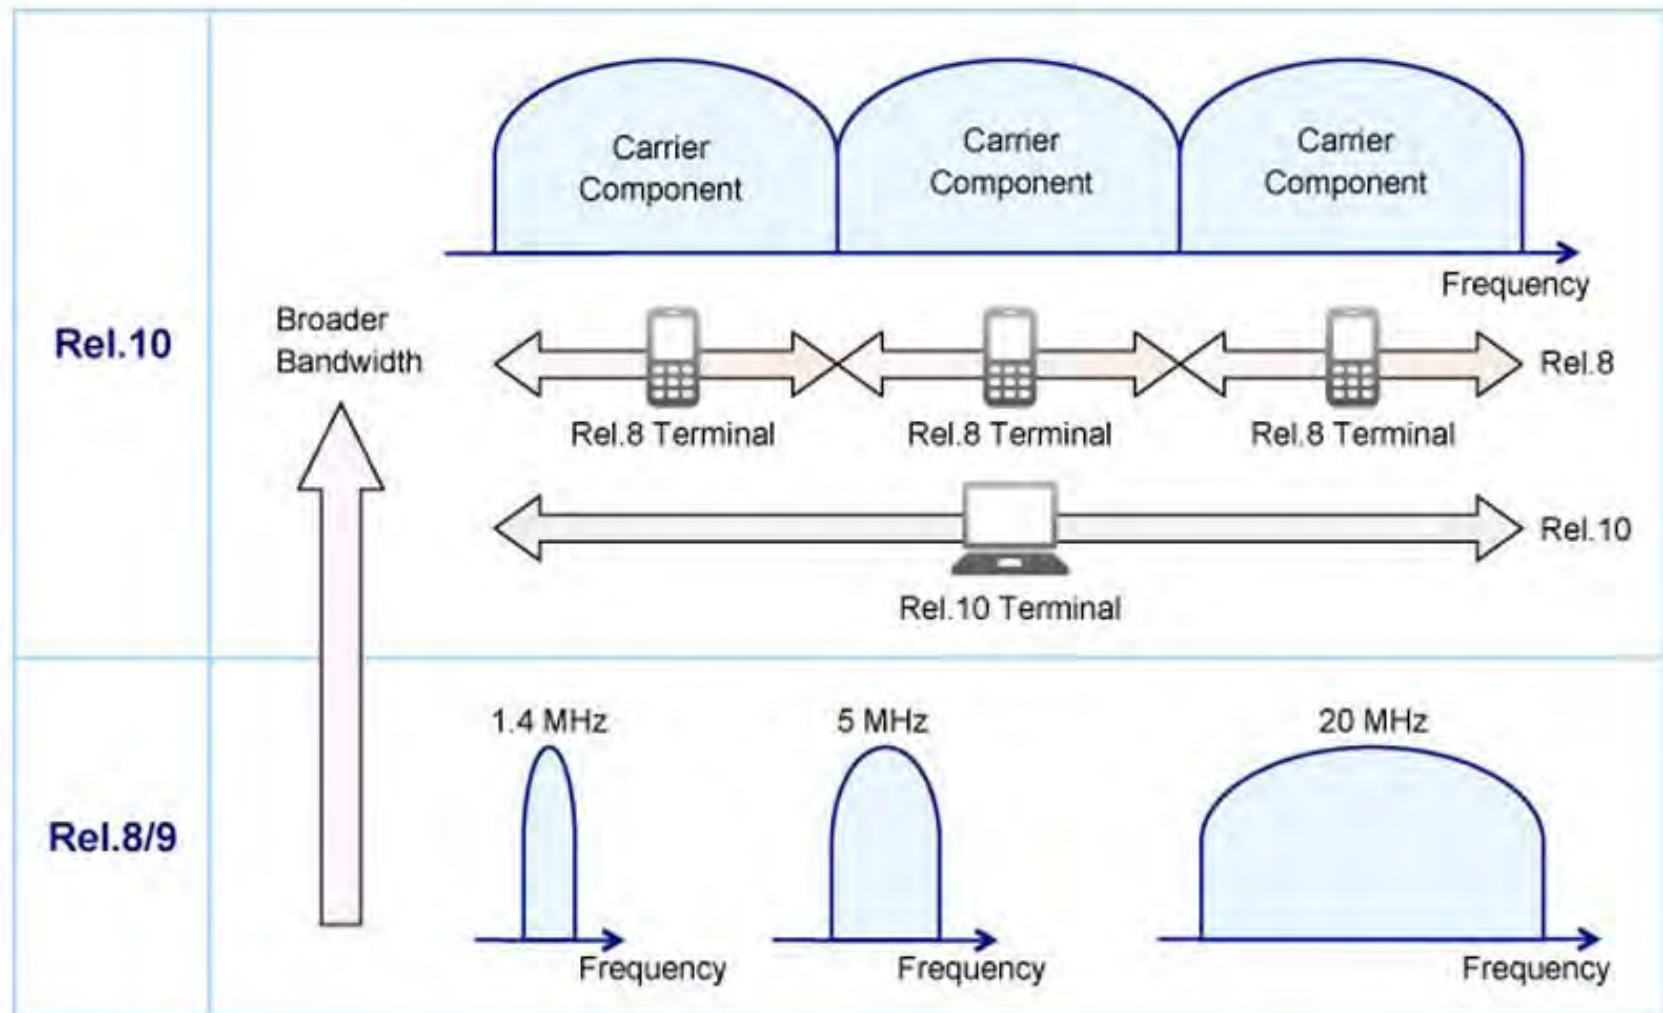 Carrier
Component
Carrier
Component
Carrier
Component
Frequency
Rel.10
Broader
Bandwidth
Rel.8
Rel.8 Terminal
Rel.8 Terminal
Rel.8 Terminal
Rel.10
Rel.10 Terminal
Rel.8/9
1.4 MHz
5 MHz
20 MHz
Frequency
Frequency
Frequency